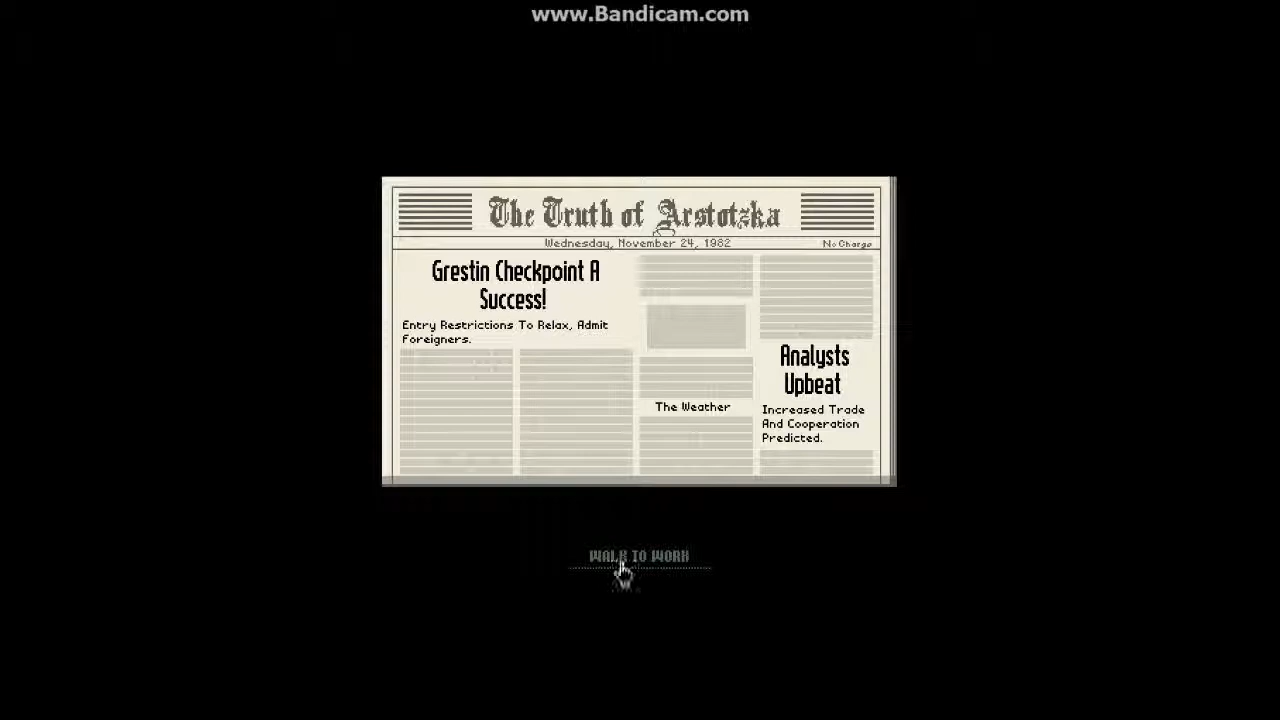 www.Bandicam.com
The Truth of Arstotzka
Wednesday, November 24, 1982
No Charge
Grestin Checkpoint A
Success!
Entry Restrictions To Relax, Admit
Foreigners.
The Weather
Analysts
Upbeat
Increased Trade
And Cooperation
Predicted.
WALK TO WORK